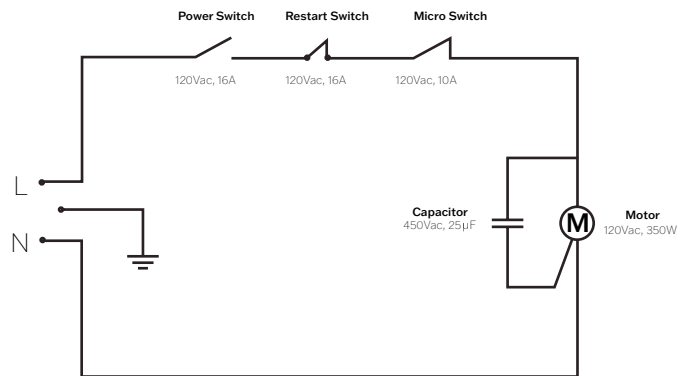 Power Switch
Restart Switch
Micro Switch
120Vac, 16A
120Vac, 16A
120Vac, 10A
L
N
Capacitor
450Vac, 25µF
M
Motor
120Vac, 350W